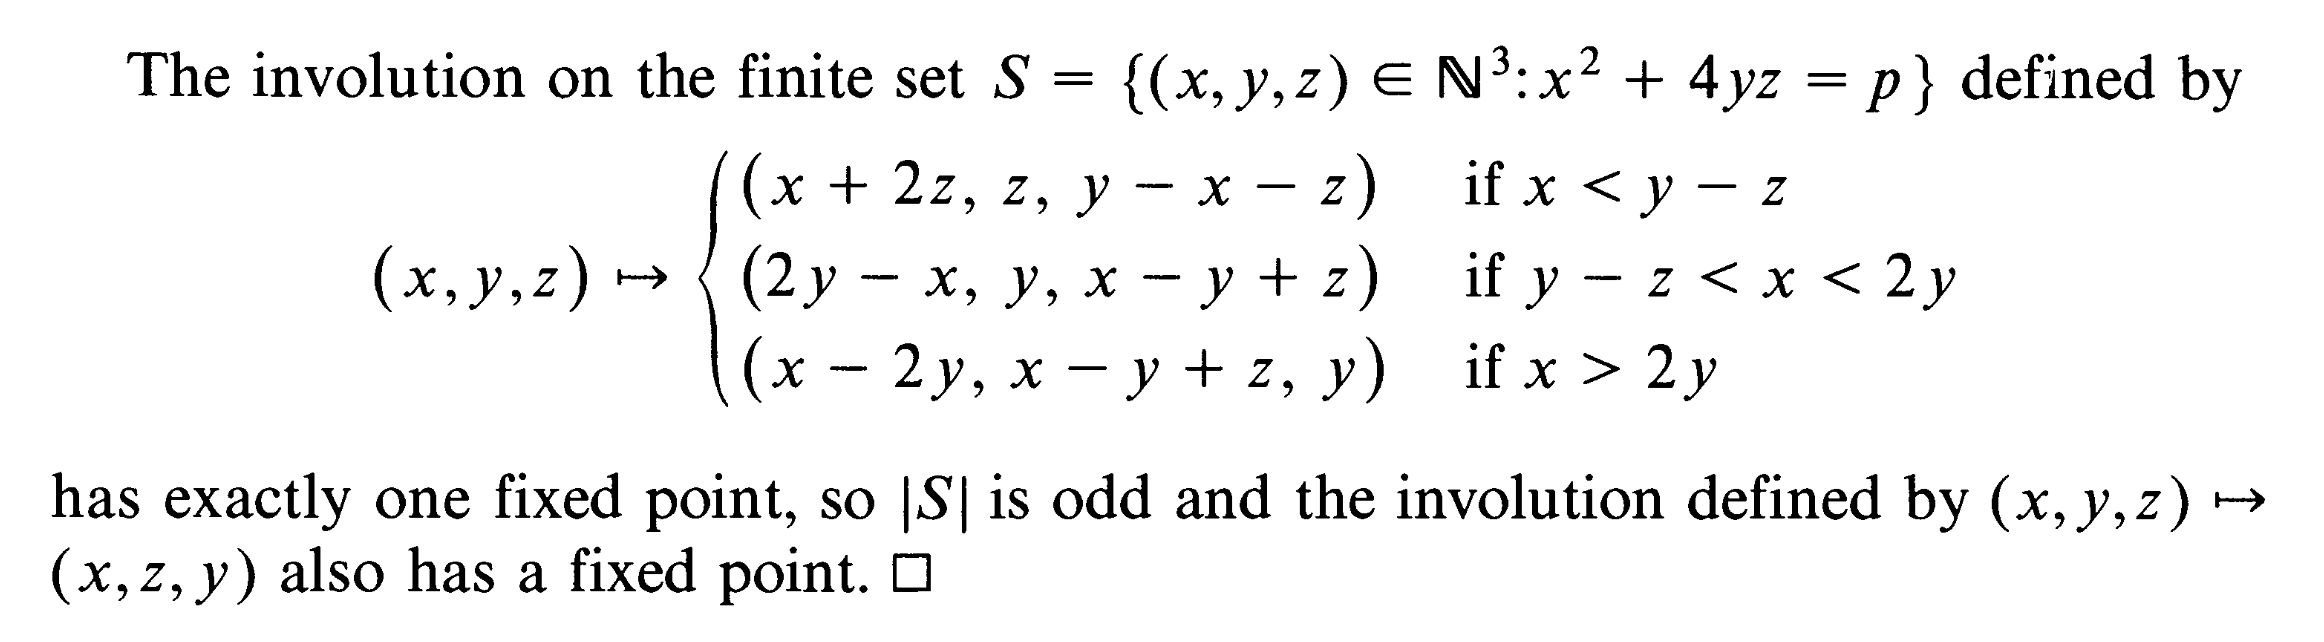 The involution on the finite set S = {(x, y, z) ∈ ℕ³: x² + 4yz = p} defined by
(x + 2z, z, y − x − z) if x < y − z
(x, y, z) ↦ { (2y − x, y, x − y + z) if y − z < x < 2y
(x − 2y, x − y + z, y) if x > 2y
has exactly one fixed point, so |S| is odd and the involution defined by (x, y, z) ↦
(x, z, y) also has a fixed point. □